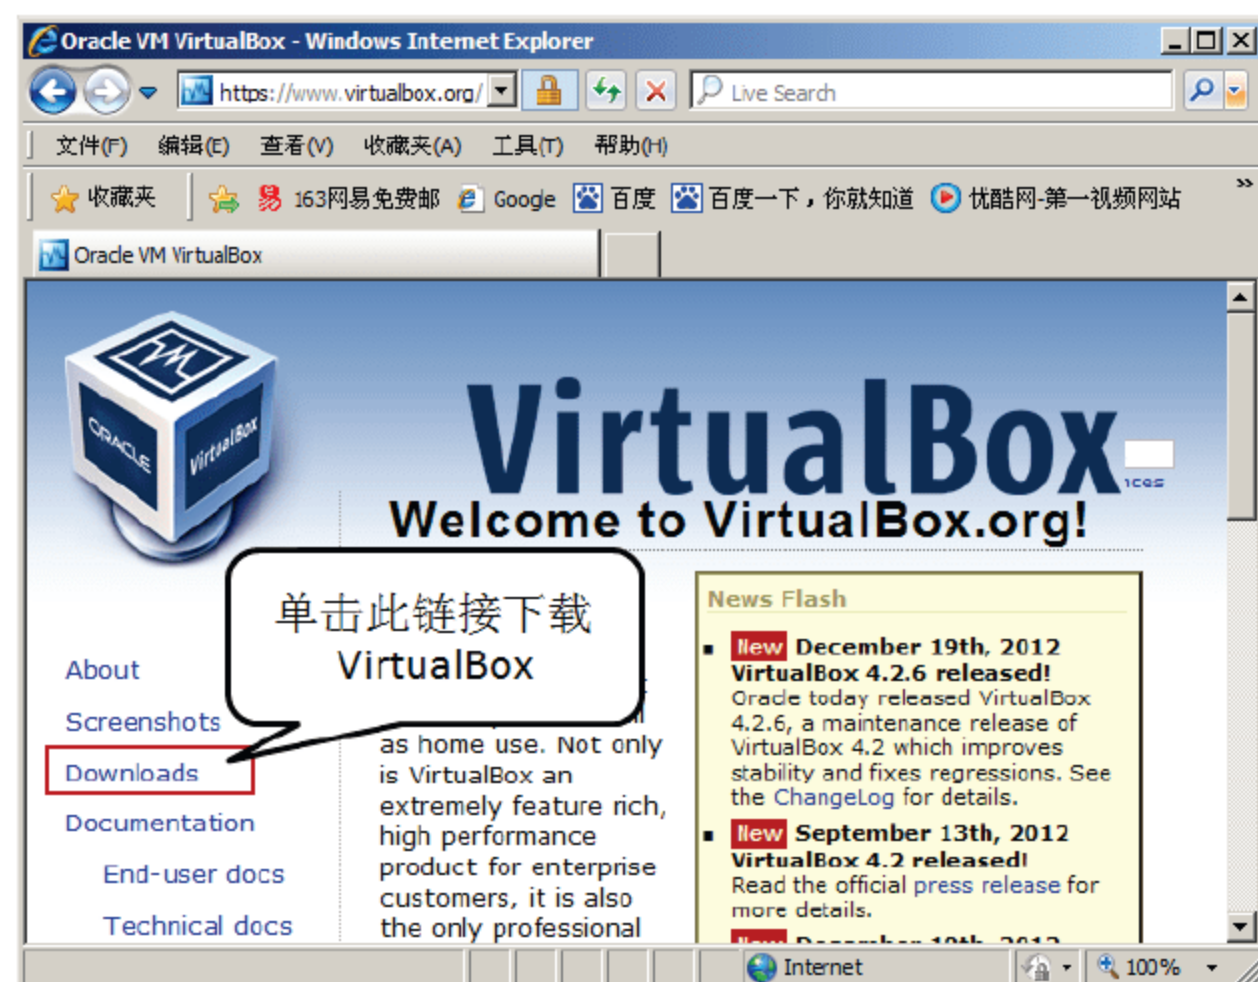 Oracle VM VirtualBox - Windows Internet Explorer
https://www.virtualbox.org/ Live Search
文件(F) 编辑(E) 查看(V) 收藏夹(A) 工具(T) 帮助(H)
收藏夹 易 163网易免费邮 Google 百度 百度一下，你就知道 优酷网-第一视频网站 »
Oracle VM VirtualBox
ORACLE VirtualBox
VirtualBox
Welcome to VirtualBox.org!
单击此链接下载
VirtualBox
About
Screenshots
Downloads
Documentation
End-user docs
Technical docs
as home use. Not only
is VirtualBox an
extremely feature rich,
high performance
product for enterprise
customers, it is also
the only professional
News Flash
New December 19th, 2012
VirtualBox 4.2.6 released!
Oracle today released VirtualBox
4.2.6, a maintenance release of
VirtualBox 4.2 which improves
stability and fixes regressions. See
the ChangeLog for details.
New September 13th, 2012
VirtualBox 4.2 released!
Read the official press release for
more details.
Internet 100%